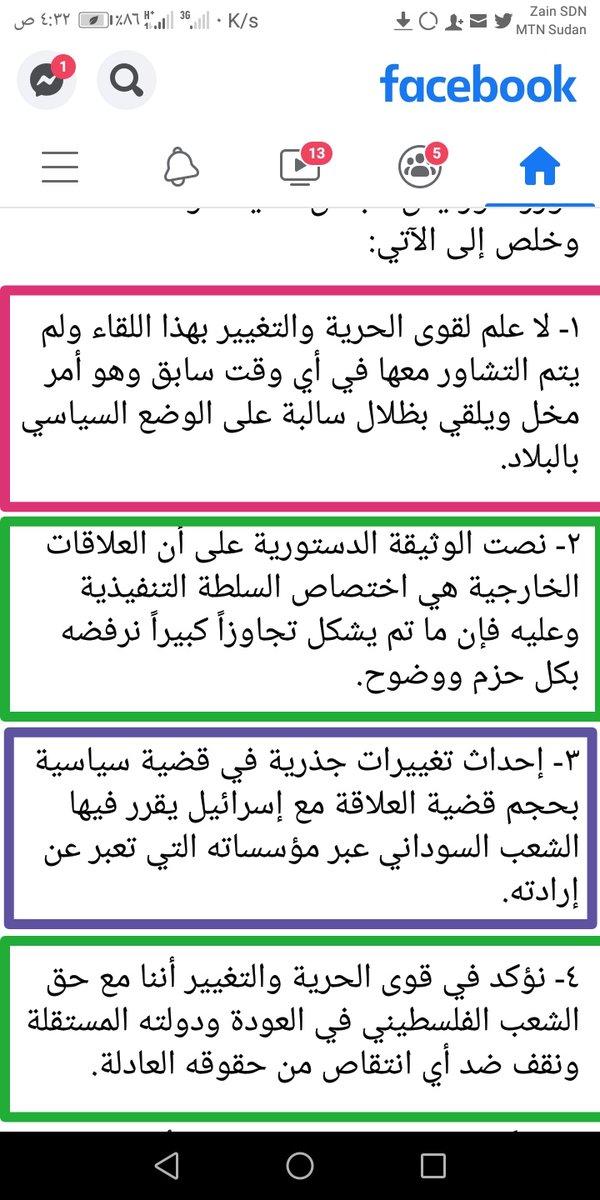 Zain SDN
MTN Sudan
K/s · 3G H+ ٨٦٪ ٤:٣٢ ص
facebook
1
13
5
وخلص إلى الآتي:
١- لا علم لقوى الحرية والتغيير بهذا اللقاء ولم
يتم التشاور معها في أي وقت سابق وهو أمر
مخل ويلقي بظلال سالبة على الوضع السياسي
بالبلاد.
٢- نصت الوثيقة الدستورية على أن العلاقات
الخارجية هي اختصاص السلطة التنفيذية
وعليه فإن ما تم يشكل تجاوزاً كبيراً نرفضه
بكل حزم ووضوح.
٣- إحداث تغييرات جذرية في قضية سياسية
بحجم قضية العلاقة مع إسرائيل يقرر فيها
الشعب السوداني عبر مؤسساته التي تعبر عن
إرادته.
٤- نؤكد في قوى الحرية والتغيير أننا مع حق
الشعب الفلسطيني في العودة ودولته المستقلة
ونقف ضد أي انتقاص من حقوقه العادلة.